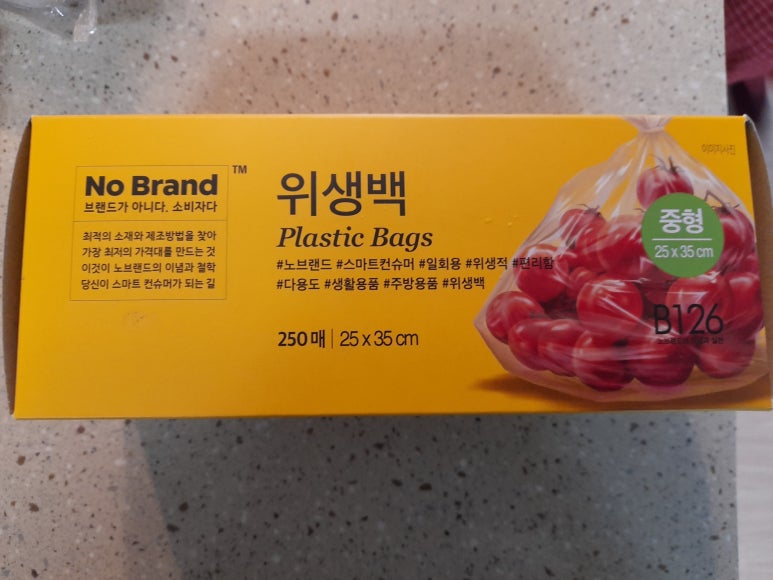 No Brand™
브랜드가 아니다. 소비자다
최적의 소재와 제조방법을 찾아
가장 최저의 가격대를 만드는 것
이것이 노브랜드의 이념과 철학
당신이 스마트 컨슈머가 되는 길
위생백
Plastic Bags
#노브랜드 #스마트컨슈머 #일회용 #위생적 #편리함
#다용도 #생활용품 #주방용품 #위생백
250매 | 25 x 35 cm
이미지사진
중형
25 x 35 cm
B126